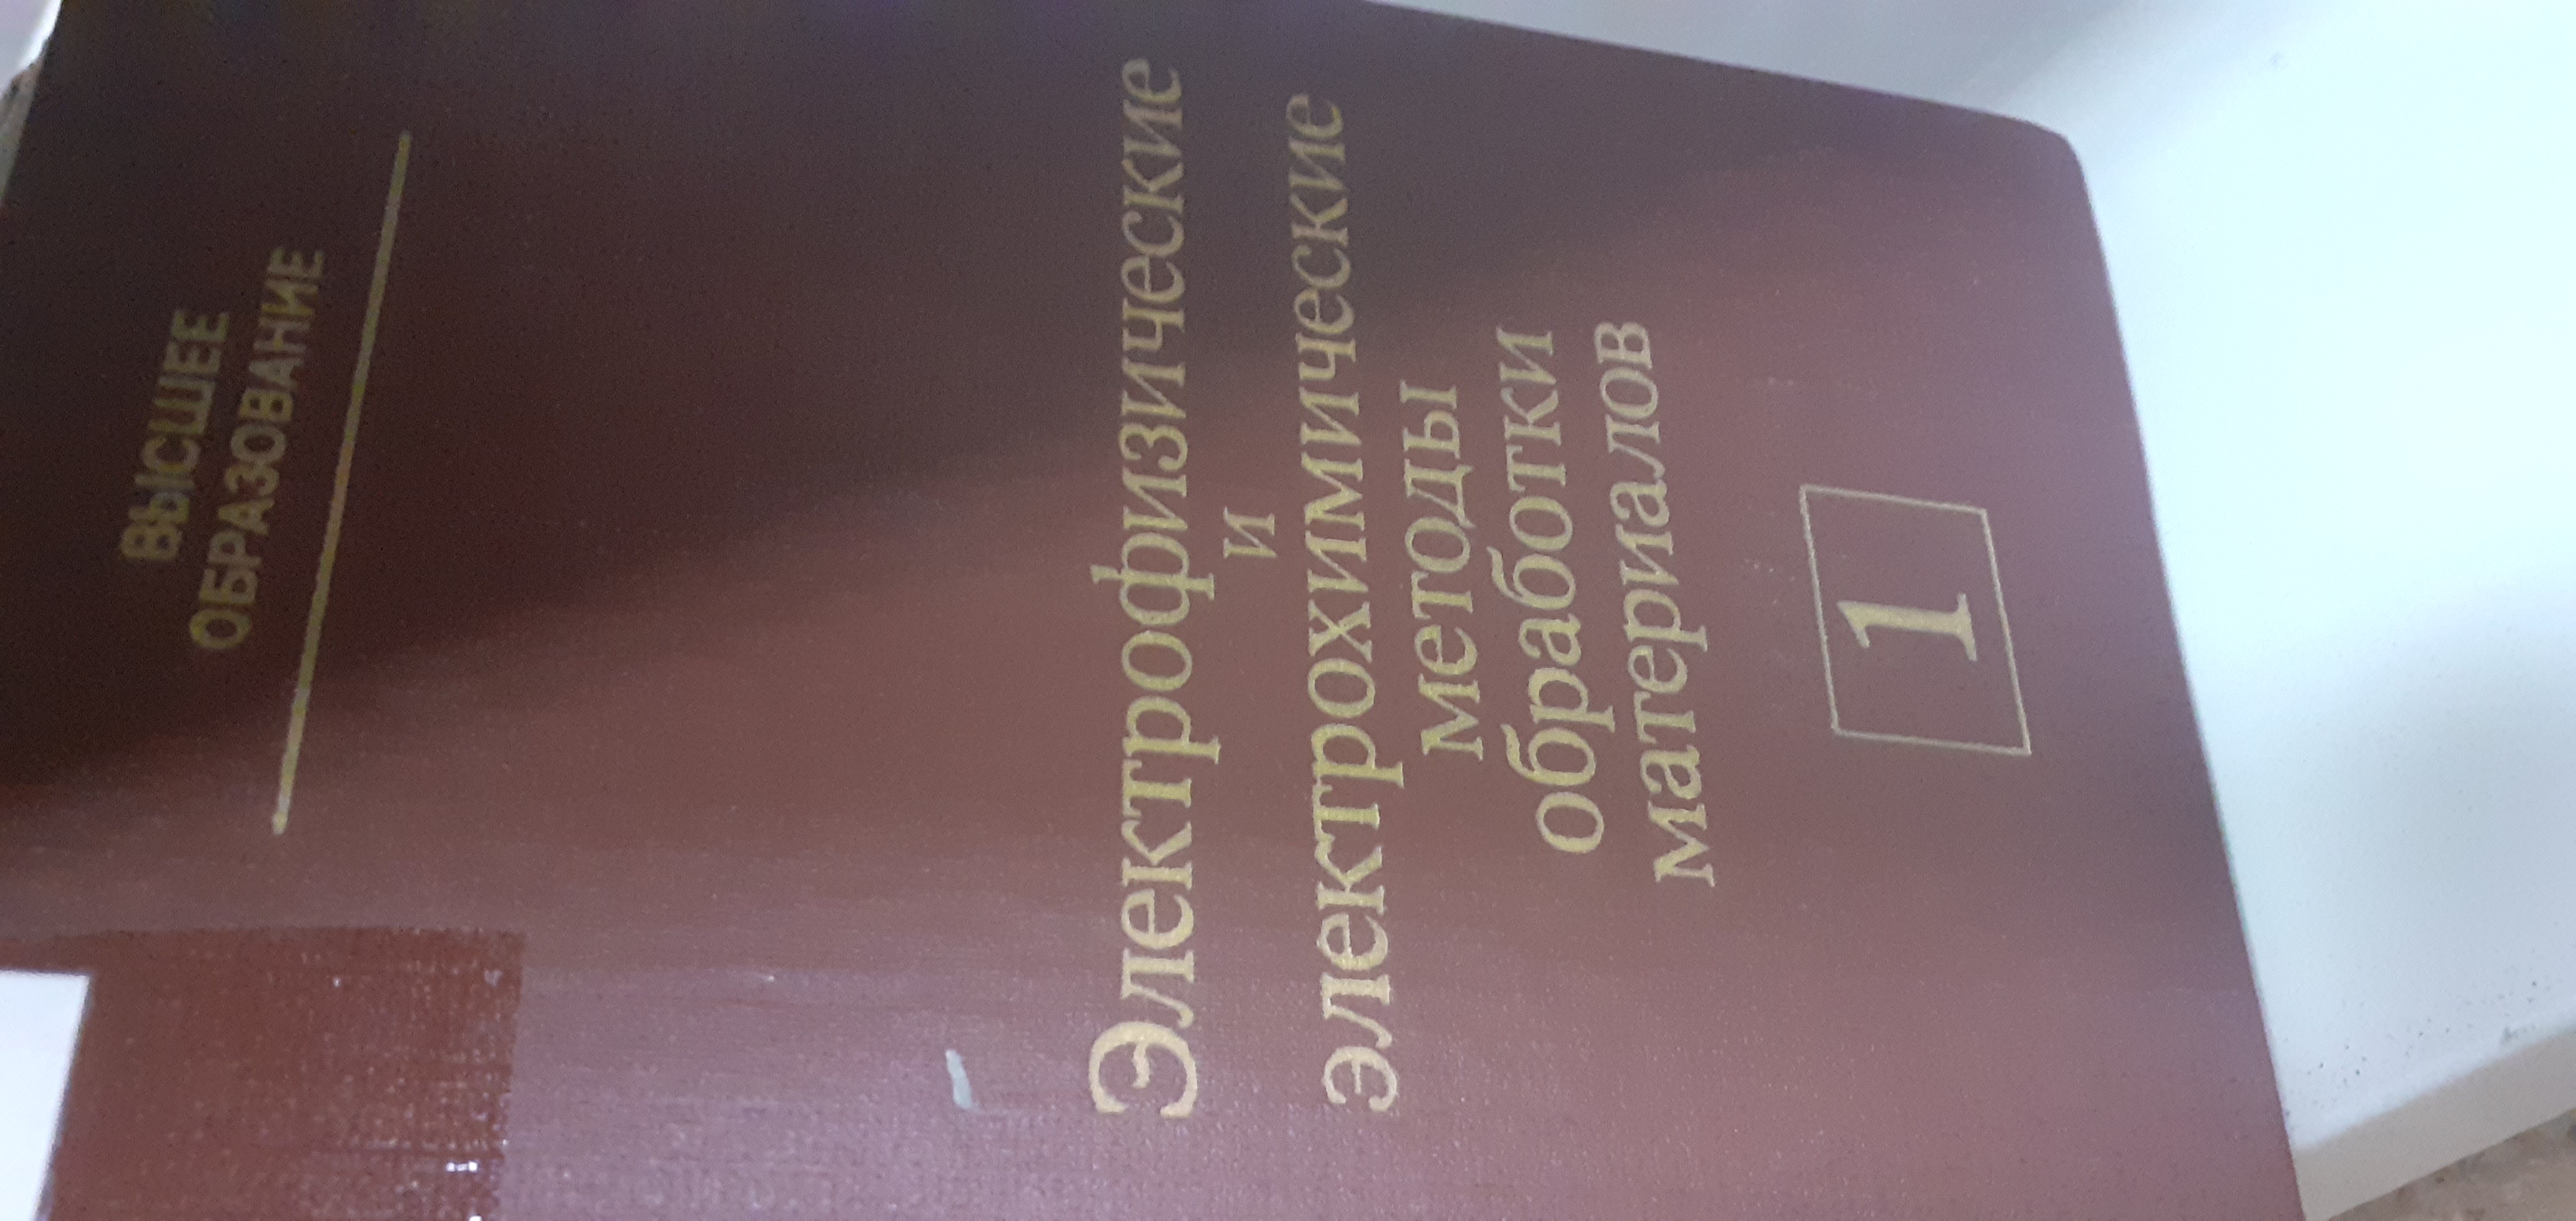 ВЫСШЕЕ
ОБРАЗОВАНИЕ
Электрофизические
и
электрохимические
методы
обработки
материалов
1